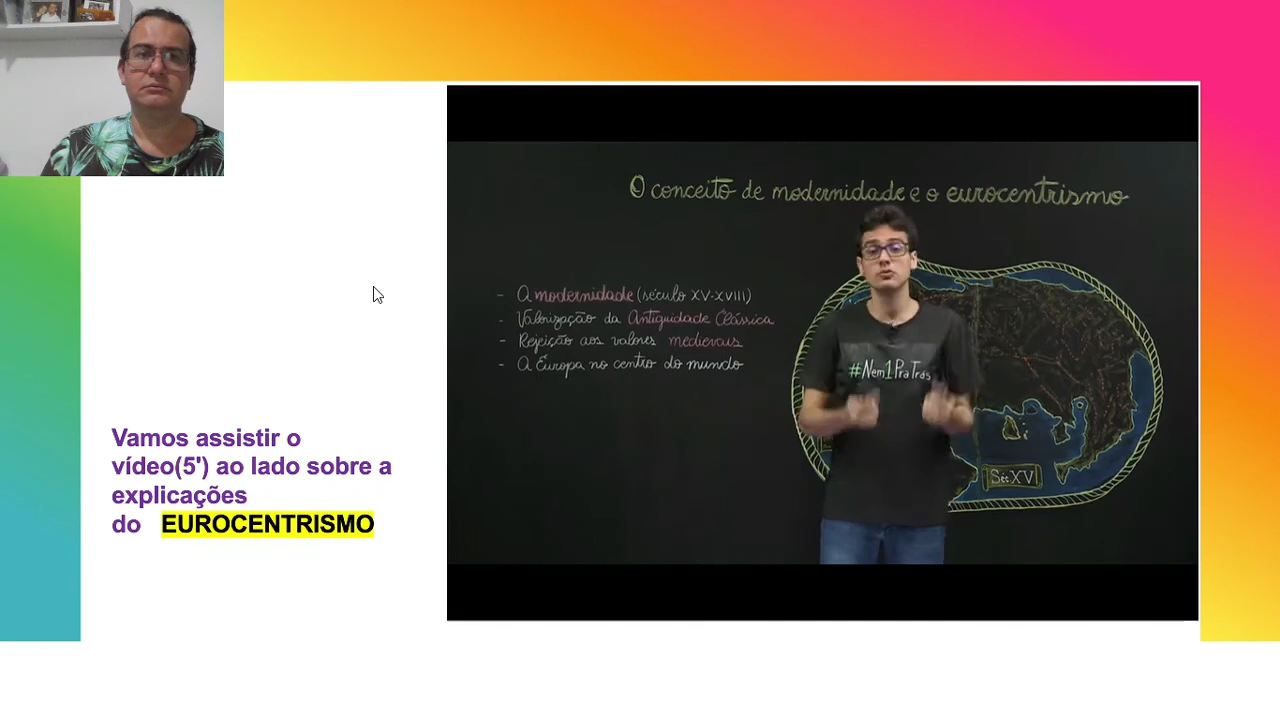 O conceito de modernidade e o eurocentrismo
- A modernidade (século XV-XVIII)
- Valorização da Antiguidade Clássica
- Rejeição aos valores medievais
- A Europa no centro do mundo
#Nem1PraTrás
Séc XV
Vamos assistir o
vídeo(5') ao lado sobre a
explicações
do EUROCENTRISMO